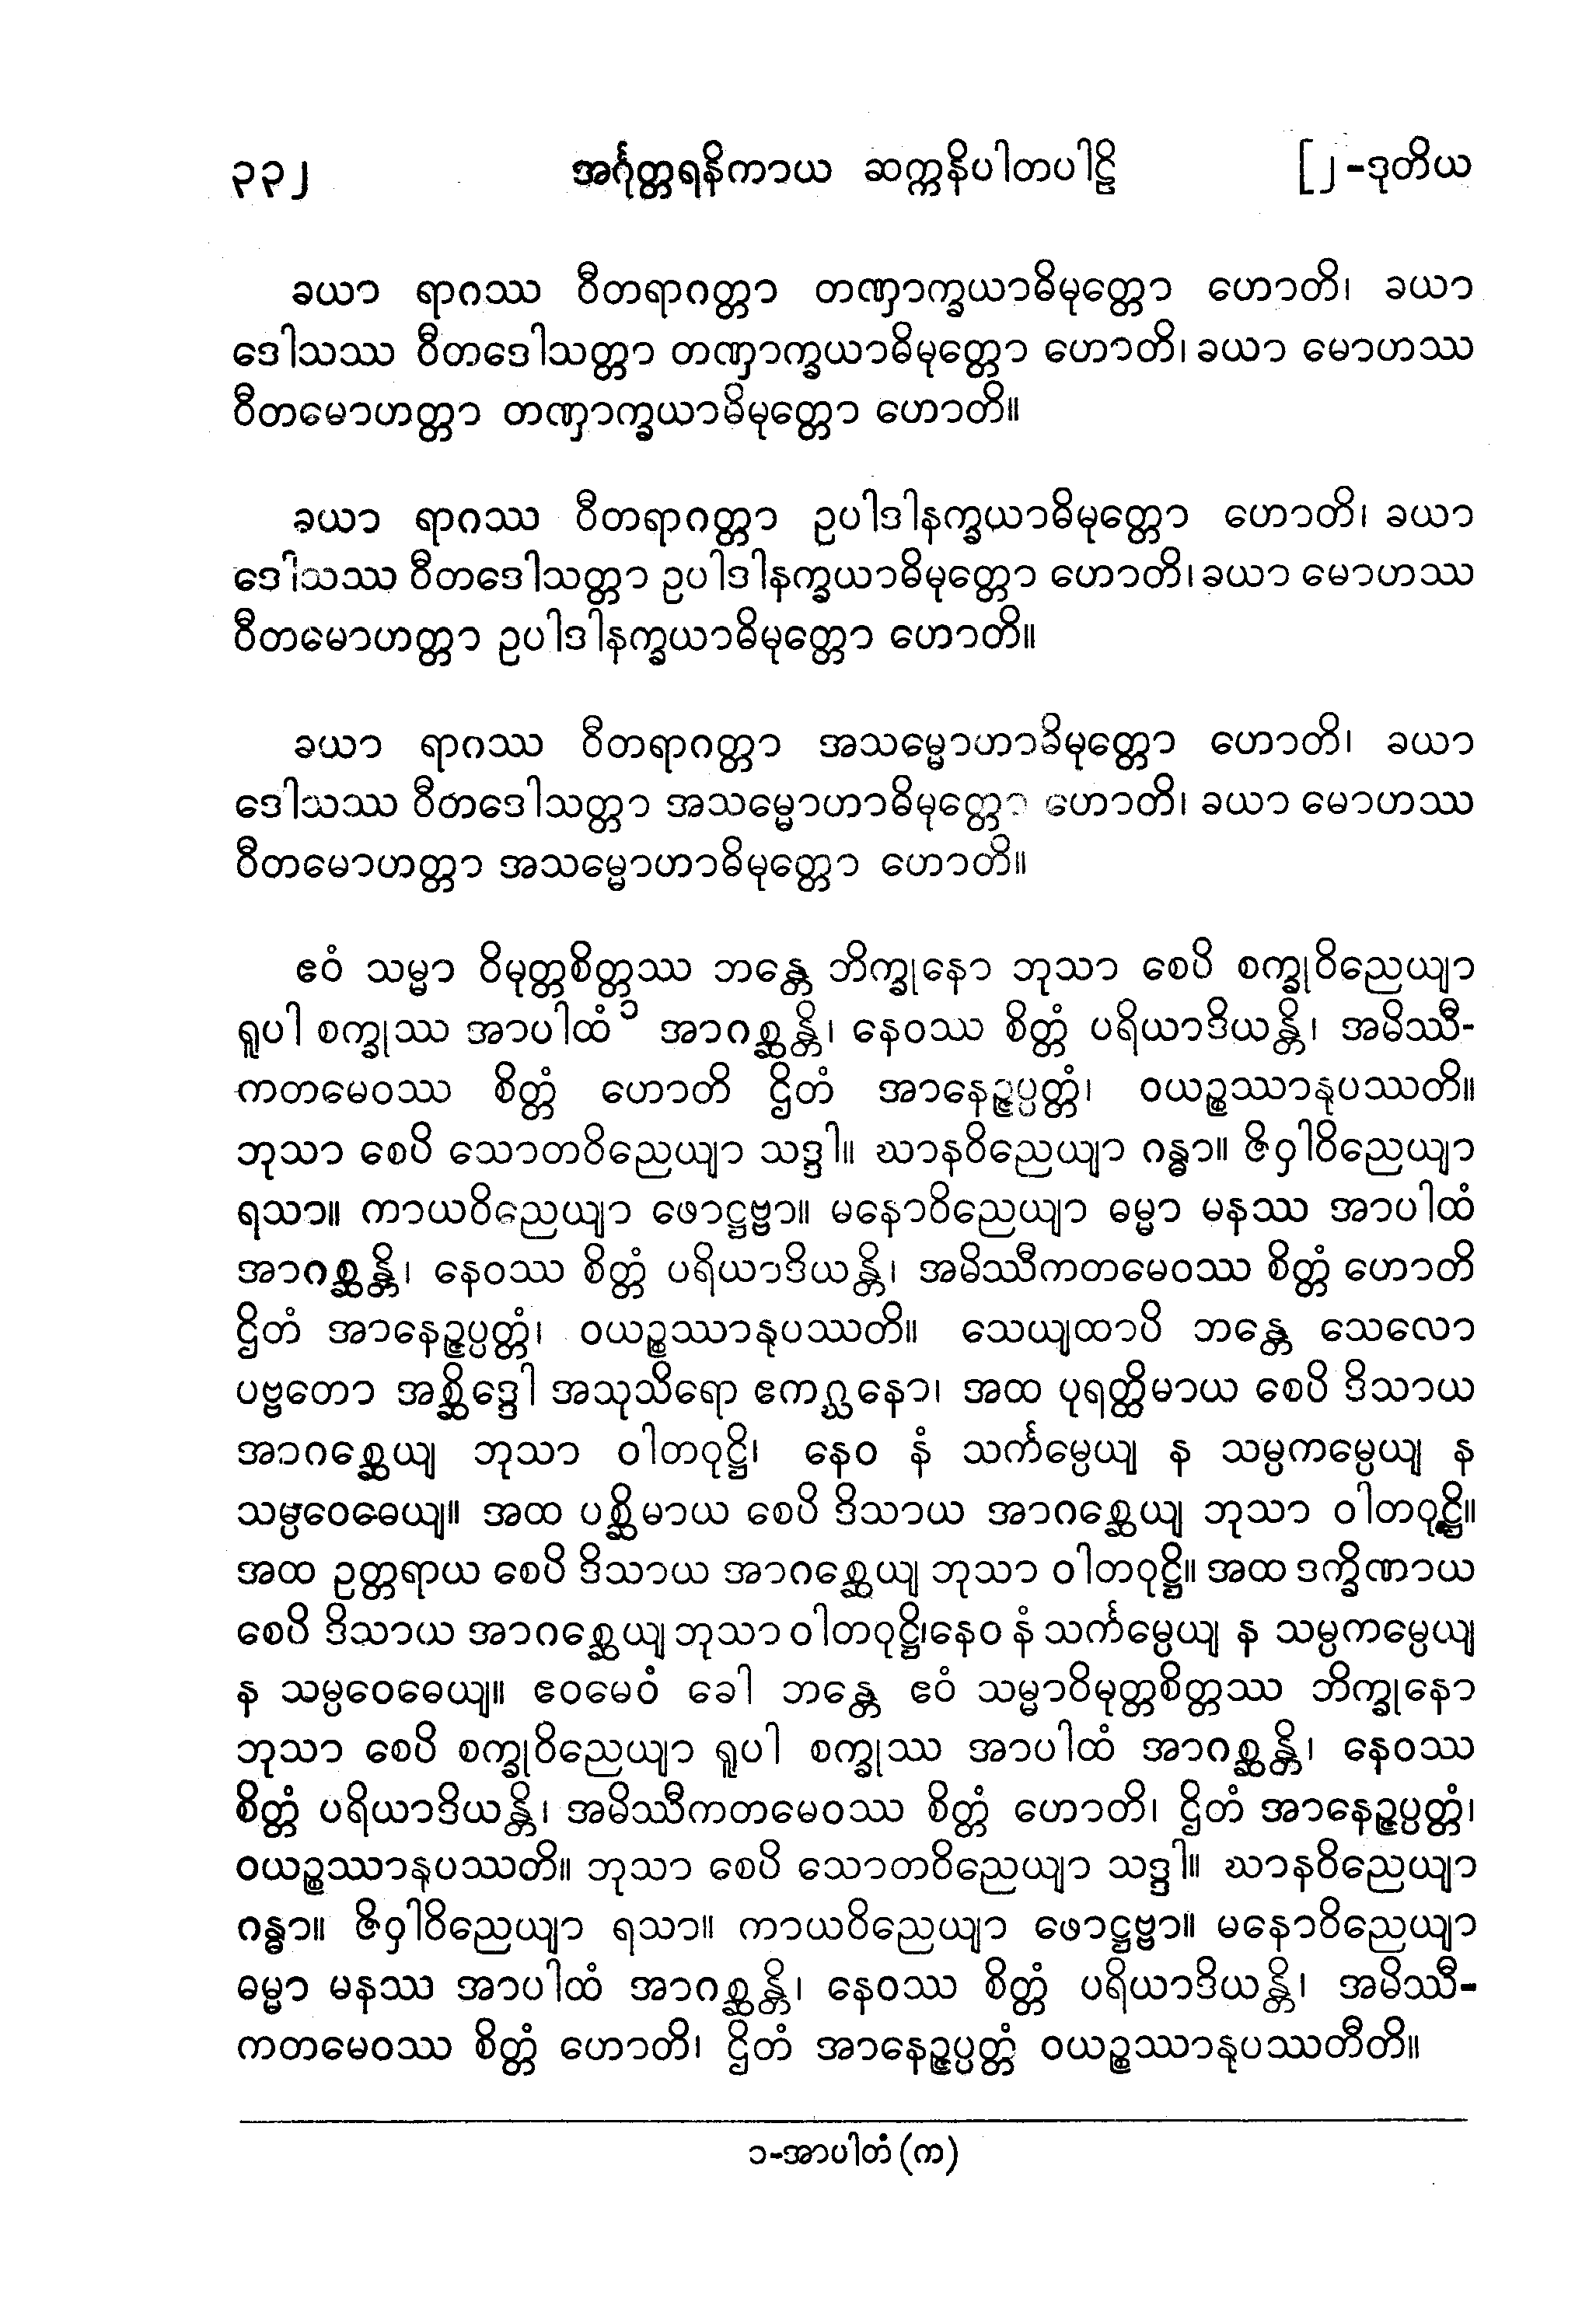 ၃၃၂ အင်္ဂုတ္တရနိကာယ ဆက္ကနိပါတပါဠိ [၂-ဒုတိယ
ခယာ ရာဂဿ ဝီတရာဂတ္တာ တဏှာက္ခယာဓိမုတ္တော ဟောတိ၊ ခယာ
ဒေါသဿ ဝီတဒေါသတ္တာ တဏှာက္ခယာဓိမုတ္တော ဟောတိ၊ ခယာ မောဟဿ
ဝီတမောဟတ္တာ တဏှာက္ခယာဓိမုတ္တော ဟောတိ။
ခယာ ရာဂဿ ဝီတရာဂတ္တာ ဥပါဒါနက္ခယာဓိမုတ္တော ဟောတိ၊ ခယာ
ဒေါသဿ ဝီတဒေါသတ္တာ ဥပါဒါနက္ခယာဓိမုတ္တော ဟောတိ၊ ခယာ မောဟဿ
ဝီတမောဟတ္တာ ဥပါဒါနက္ခယာဓိမုတ္တော ဟောတိ။
ခယာ ရာဂဿ ဝီတရာဂတ္တာ အသမ္မောဟာဓိမုတ္တော ဟောတိ၊ ခယာ
ဒေါသဿ ဝီတဒေါသတ္တာ အသမ္မောဟာဓိမုတ္တော ဟောတိ၊ ခယာ မောဟဿ
ဝီတမောဟတ္တာ အသမ္မောဟာဓိမုတ္တော ဟောတိ။
ဧဝံ သမ္မာ ဝိမုတ္တစိတ္တဿ ဘန္တေ ဘိက္ခုနော ဘုသာ စေပိ စက္ခုဝိညေယျာ
ရူပါ စက္ခုဿ အာပါထံ ၁ အာဂစ္ဆန္တိ၊ နေဝဿ စိတ္တံ ပရိယာဒိယန္တိ၊ အမိဿီ-
ကတမေဝဿ စိတ္တံ ဟောတိ ဌိတံ အာနေဉ္ဇပ္ပတ္တံ၊ ဝယဉ္စဿာနုပဿတိ။
ဘုသာ စေပိ သောတဝိညေယျာ သဒ္ဒါ။ ဃာနဝိညေယျာ ဂန္ဓာ။ ဇိဝှါဝိညေယျာ
ရသာ။ ကာယဝိညေယျာ ဖောဋ္ဌဗ္ဗာ။ မနောဝိညေယျာ ဓမ္မာ မနဿ အာပါထံ
အာဂစ္ဆန္တိ၊ နေဝဿ စိတ္တံ ပရိယာဒိယန္တိ၊ အမိဿီကတမေဝဿ စိတ္တံ ဟောတိ
ဌိတံ အာနေဉ္ဇပ္ပတ္တံ၊ ဝယဉ္စဿာနုပဿတိ။ သေယျထာပိ ဘန္တေ သေလော
ပဗ္ဗတော အစ္ဆိဒ္ဒေါ အသုသိရော ဧကဂ္ဃနော၊ အထ ပုရတ္ထိမာယ စေပိ ဒိသာယ
အာဂစ္ဆေယျ ဘုသာ ဝါတဝုဋ္ဌိ၊ နေဝ နံ သင်္ကမ္ပေယျ န သမ္ပကမ္ပေယျ န
သမ္ပဝေဓေယျ။ အထ ပစ္ဆိမာယ စေပိ ဒိသာယ အာဂစ္ဆေယျ ဘုသာ ဝါတဝုဋ္ဌိ။
အထ ဥတ္တရာယ စေပိ ဒိသာယ အာဂစ္ဆေယျ ဘုသာ ဝါတဝုဋ္ဌိ။ အထ ဒက္ခိဏာယ
စေပိ ဒိသာယ အာဂစ္ဆေယျ ဘုသာ ဝါတဝုဋ္ဌိ၊နေဝ နံ သင်္ကမ္ပေယျ န သမ္ပကမ္ပေယျ
န သမ္ပဝေဓေယျ။ ဧဝမေဝံ ခေါ ဘန္တေ ဧဝံ သမ္မာဝိမုတ္တစိတ္တဿ ဘိက္ခုနော
ဘုသာ စေပိ စက္ခုဝိညေယျာ ရူပါ စက္ခုဿ အာပါထံ အာဂစ္ဆန္တိ၊ နေဝဿ
စိတ္တံ ပရိယာဒိယန္တိ၊ အမိဿီကတမေဝဿ စိတ္တံ ဟောတိ၊ ဌိတံ အာနေဉ္ဇပ္ပတ္တံ၊
ဝယဉ္စဿာနုပဿတိ။ ဘုသာ စေပိ သောတဝိညေယျာ သဒ္ဒါ။ ဃာနဝိညေယျာ
ဂန္ဓာ။ ဇိဝှါဝိညေယျာ ရသာ။ ကာယဝိညေယျာ ဖောဋ္ဌဗ္ဗာ။ မနောဝိညေယျာ
ဓမ္မာ မနဿ အာပါထံ အာဂစ္ဆန္တိ၊ နေဝဿ စိတ္တံ ပရိယာဒိယန္တိ၊ အမိဿီ-
ကတမေဝဿ စိတ္တံ ဟောတိ၊ ဌိတံ အာနေဉ္ဇပ္ပတ္တံ ဝယဉ္စဿာနုပဿတီတိ။
၁-အာပါတံ (က)